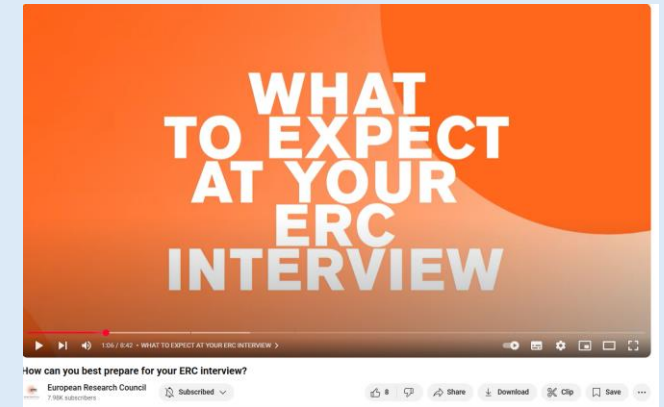 WHAT
TO EXPECT
AT YOUR
ERC
INTERVIEW
1:06 / 8:42 • WHAT TO EXPECT AT YOUR ERC INTERVIEW >
How can you best prepare for your ERC interview?
European Research Council
7.98K subscribers
Subscribed
8
Share
Download
Clip
Save